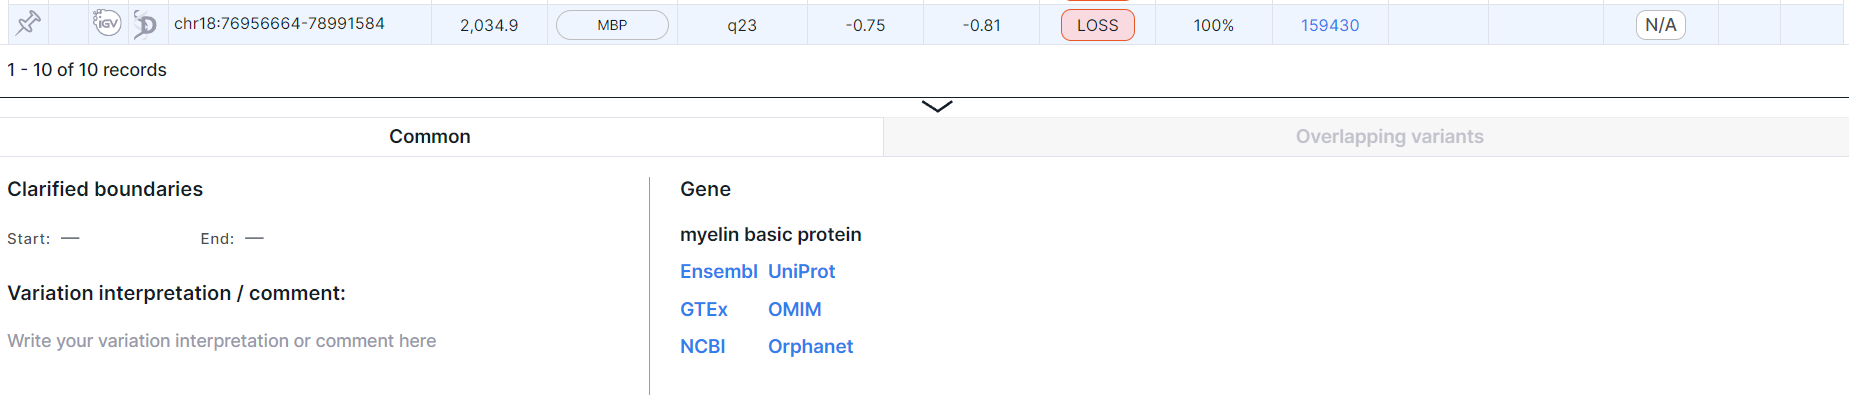 IGV chr18:76956664-78991584 2,034.9 MBP q23 -0.75 -0.81 LOSS 100% 159430 N/A
1 - 10 of 10 records
Common Overlapping variants
Clarified boundaries Gene
myelin basic protein
Start: — End: —
Ensembl UniProt
Variation interpretation / comment:
GTEx OMIM
Write your variation interpretation or comment here
NCBI Orphanet